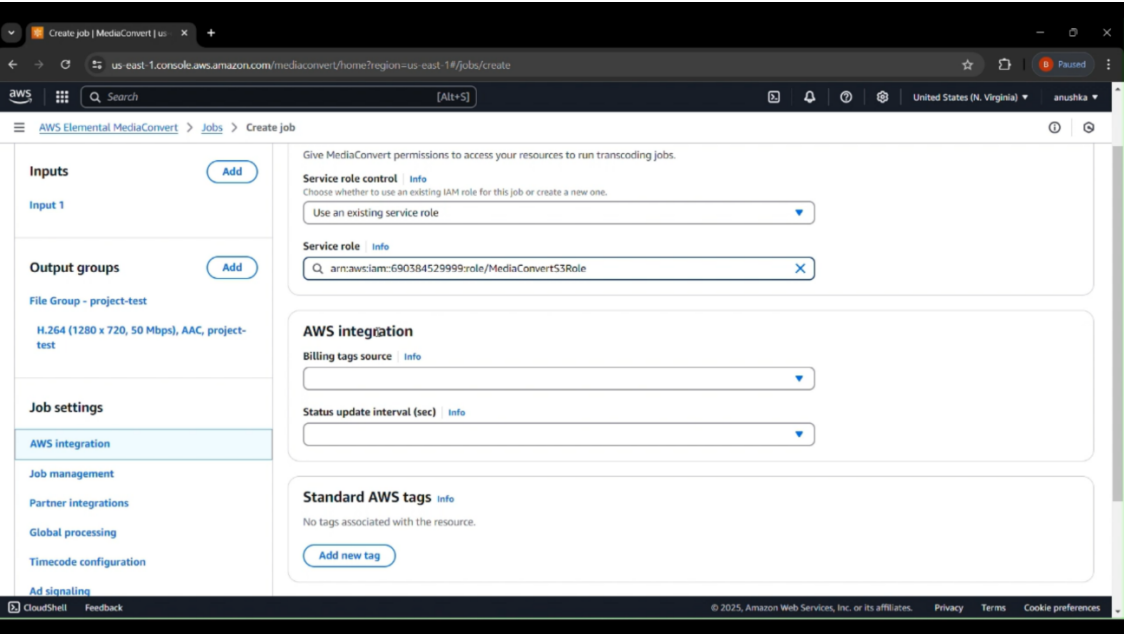 Create job | MediaConvert | us
us-east-1.console.aws.amazon.com/mediaconvert/home?region=us-east-1#/jobs/create
B Paused
aws
Search
[Alt+S]
United States (N. Virginia)
anushka
AWS Elemental MediaConvert > Jobs > Create job
Inputs
Add
Input 1
Output groups
Add
File Group - project-test
H.264 (1280 x 720, 50 Mbps), AAC, project-
test
Job settings
AWS integration
Job management
Partner integrations
Global processing
Timecode configuration
Ad signaling
Give MediaConvert permissions to access your resources to run transcoding jobs.
Service role control Info
Choose whether to use an existing IAM role for this job or create a new one.
Use an existing service role
Service role Info
arn:aws:iam::690384529999:role/MediaConvertS3Role
AWS integration
Billing tags source Info
Status update interval (sec) Info
Standard AWS tags Info
No tags associated with the resource.
Add new tag
CloudShell
Feedback
© 2025, Amazon Web Services, Inc. or its affiliates.
Privacy
Terms
Cookie preferences